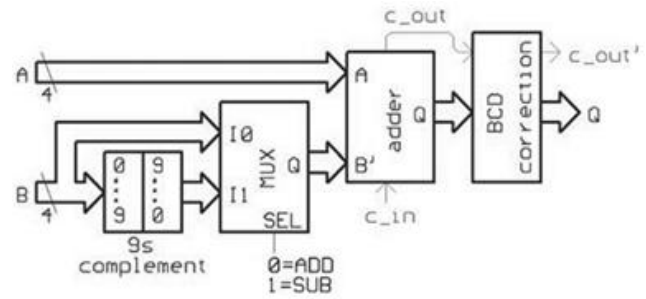 c_out
c_out'
A
4
A
adder
Q
B'
c_in
BCD
correction
Q
B
4
0 9
9 0
9s
complement
I0
I1
MUX
Q
SEL
0=ADD
1=SUB